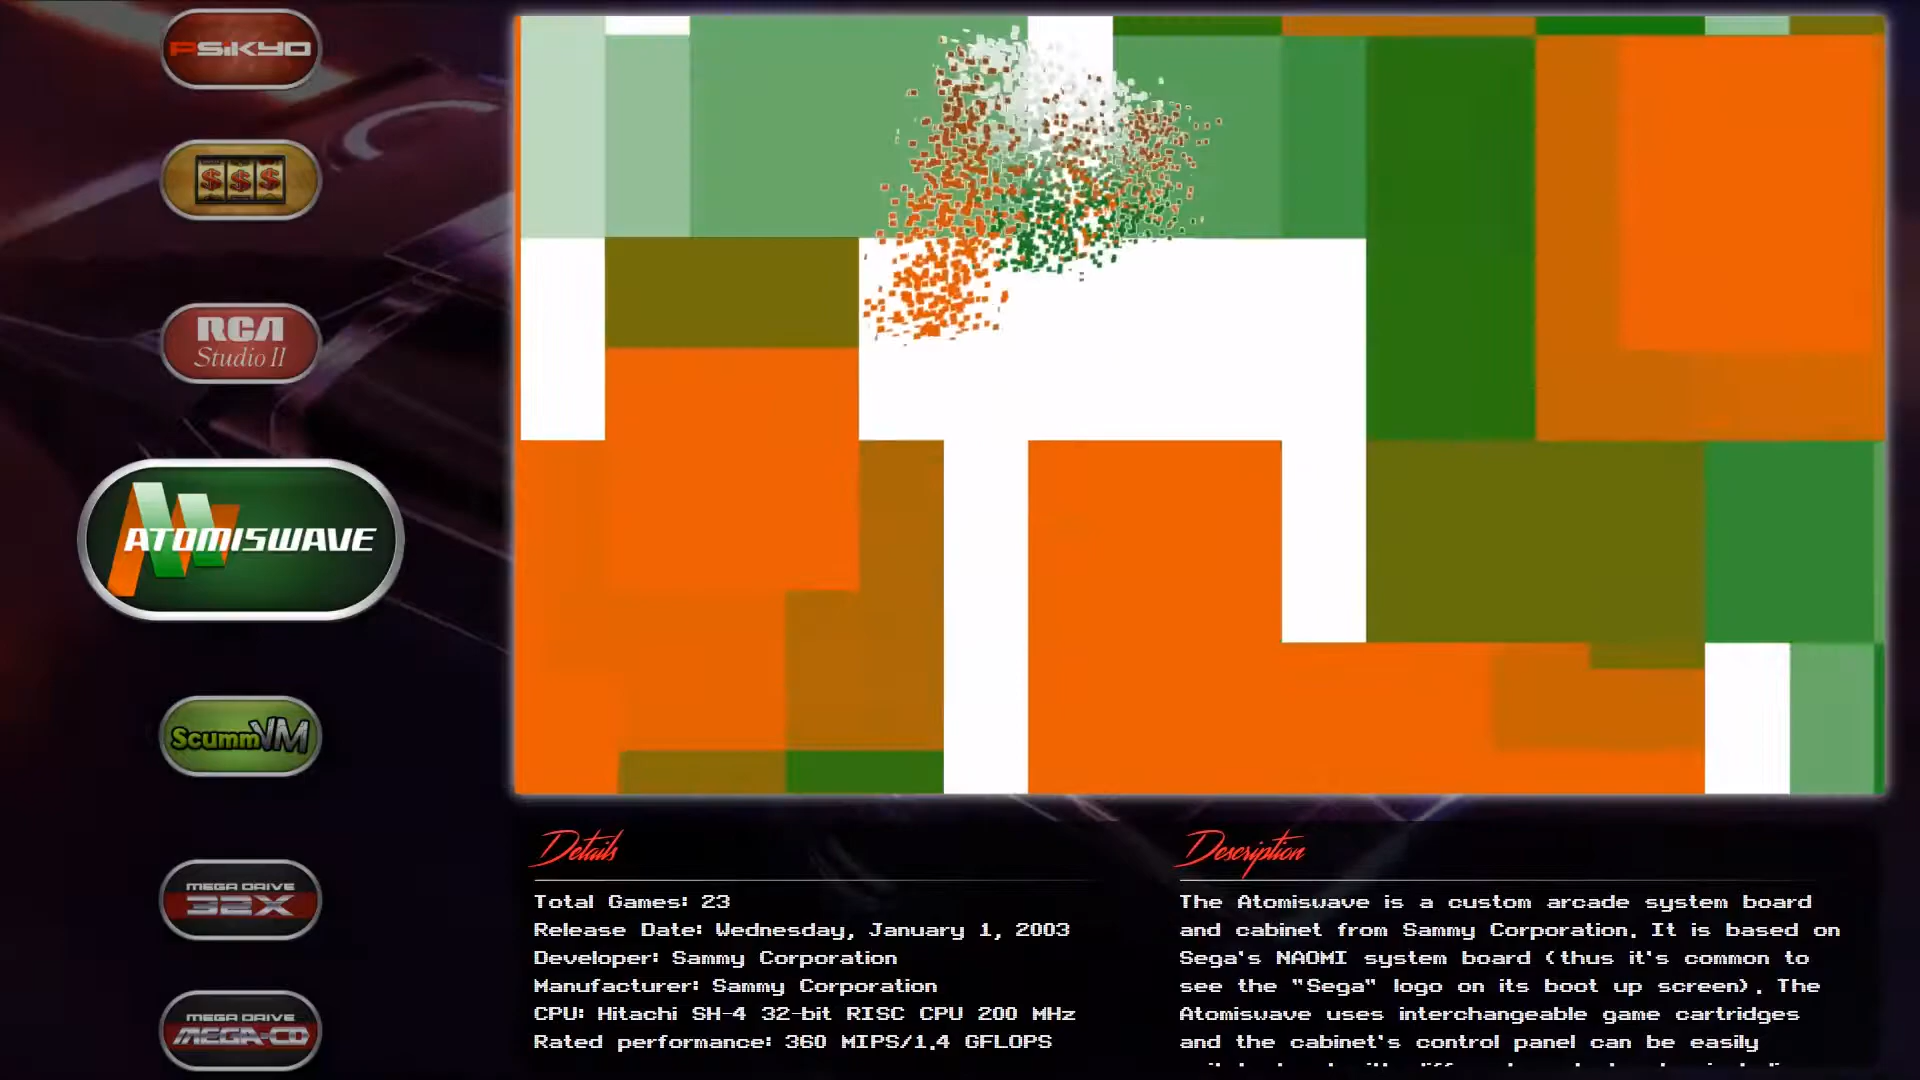 PSIKYO
$ $ $
RCA
Studio II
ATOMISWAVE
ScummVM
MEGA DRIVE
32X
MEGA DRIVE
MEGA-CD
Details
Total Games: 23
Release Date: Wednesday, January 1, 2003
Developer: Sammy Corporation
Manufacturer: Sammy Corporation
CPU: Hitachi SH-4 32-bit RISC CPU 200 MHz
Rated performance: 360 MIPS/1.4 GFLOPS
Description
The Atomiswave is a custom arcade system board
and cabinet from Sammy Corporation. It is based on
Sega's NAOMI system board (thus it's common to
see the "Sega" logo on its boot up screen). The
Atomiswave uses interchangeable game cartridges
and the cabinet's control panel can be easily